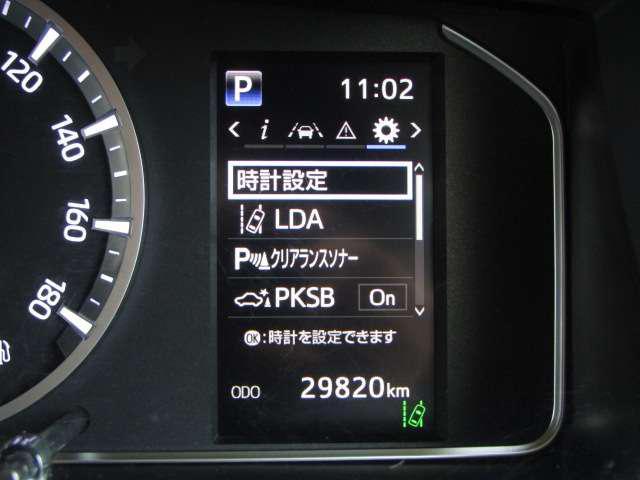 120
140
160
180
P 11:02
< i >
時計設定
LDA
P クリアランスソナー
PKSB On
OK:時計を設定できます
ODO 29820km